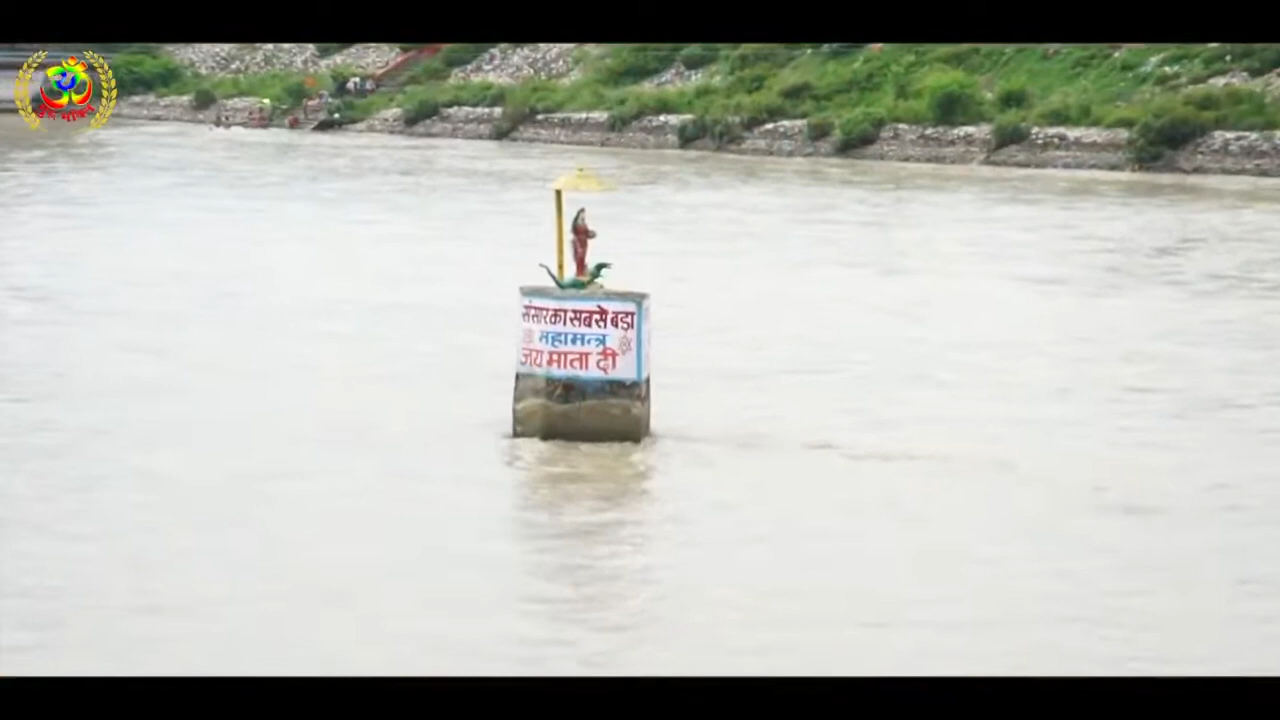 संसार का सबसे बड़ा
महामन्त्र
जय माता दी